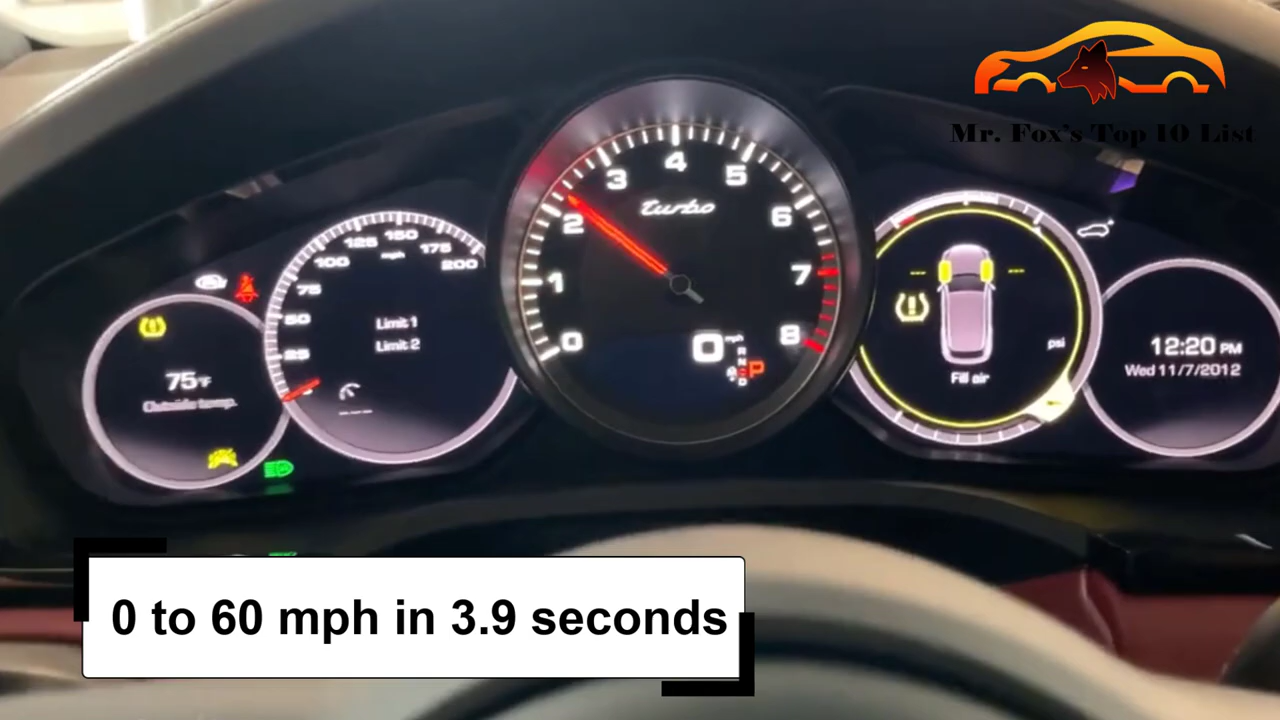 Mr. Fox's Top 10 List
0 1 2 3 4 5 6 7 8
turbo
25 50 75 100 125 150 175 200
mph
Limit 1
Limit 2
75°F
Outside temp.
0 mph
R
N
D
P
psi
Fill air
12:20 PM
Wed 11/7/2012
0 to 60 mph in 3.9 seconds